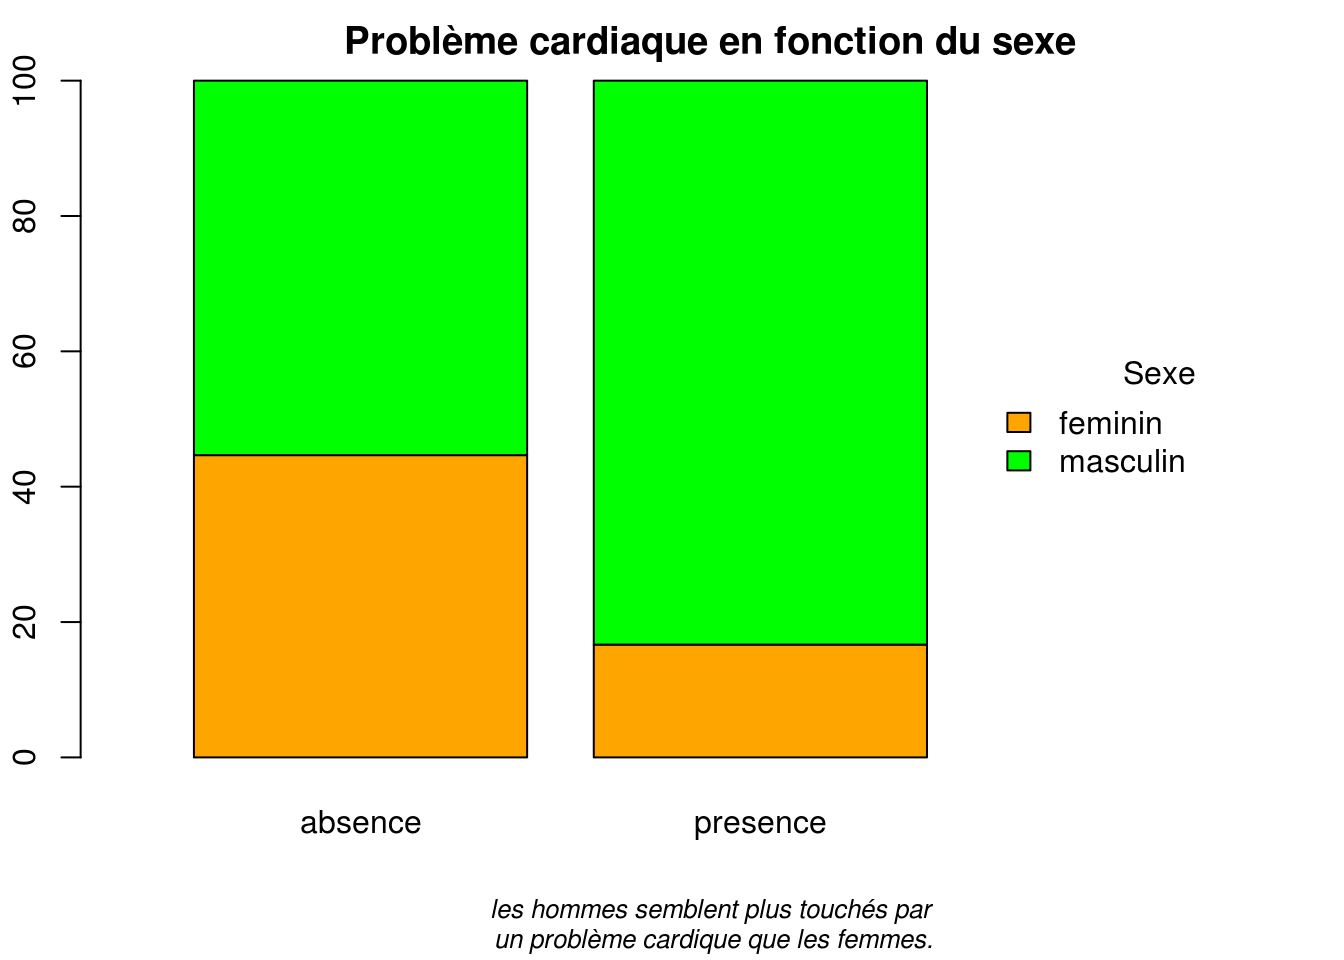 Problème cardiaque en fonction du sexe
100
80
60
40
20
0
absence
presence
Sexe
feminin
masculin
les hommes semblent plus touchés par
un problème cardique que les femmes.